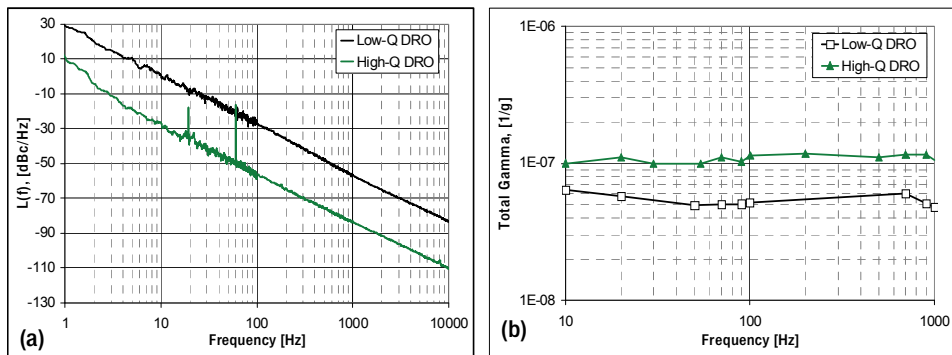 L(f), [dBc/Hz]
30
10
-10
-30
-50
-70
-90
-110
-130
Low-Q DRO
High-Q DRO
1
10
100
1000
10000
Frequency [Hz]
(a)
Total Gamma, [1/g]
1E-06
1E-07
1E-08
Low-Q DRO
High-Q DRO
10
100
1000
Frequency [Hz]
(b)